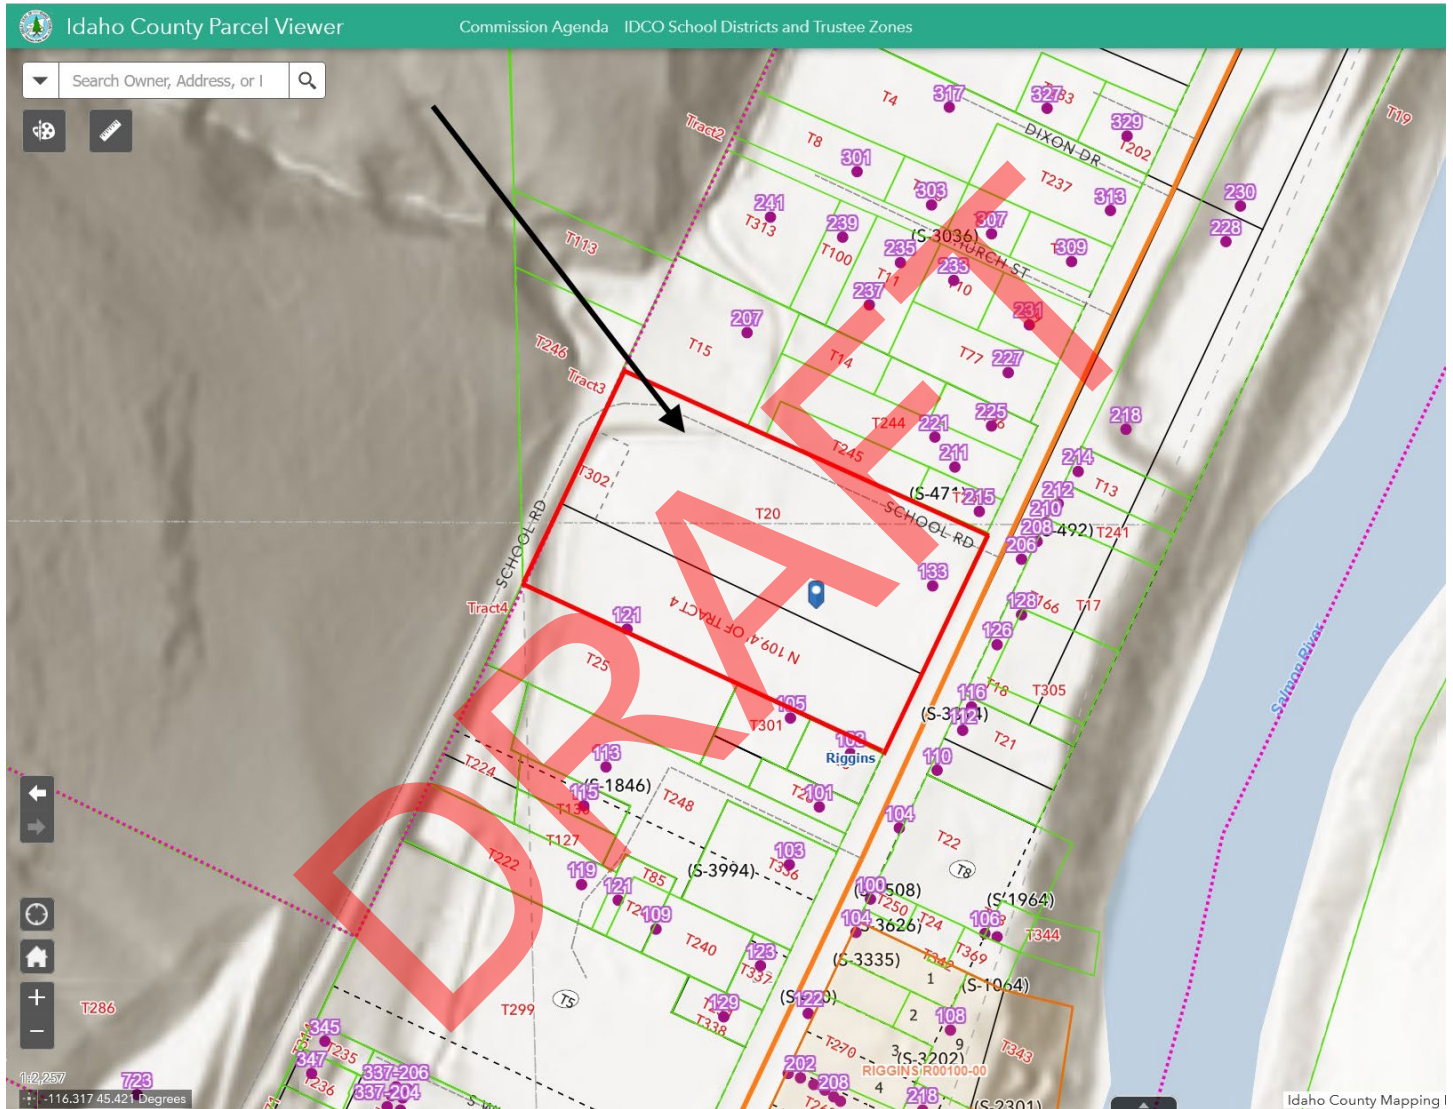 Idaho County Parcel Viewer
Commission Agenda IDCO School Districts and Trustee Zones
Search Owner, Address, or I
T4
317
327
329
T202
T19
Tract2
T8
301
303
DIXON DR
T237
313
230
228
241
T313
239
T100
235
(S-3036)
307
309
T113
237
233
231
T246
207
T15
T14
T77
227
Tract3
T244
221
225
218
T245
211
214
T13
T302
(S-471)
215
212
210
208
206
T241
T20
SCHOOL RD
SCHOOL RD
133
128
T17
Tract4
121
N 109.4' OF TRACT 4
126
T25
T18
T305
105
T301
116
112
T21
103
Riggins
113
110
T224
115
(S-1846)
T248
101
104
T22
T127
T222
(S-3994)
103
T336
T8
119
T85
121
109
100
T250
T24
(S-1964)
106
T344
104
(S-3626)
T240
123
T337
T342
T369
(S-3335)
1
(S-1064)
T5
129
T338
T299
2
108
T286
345
T235
347
T236
T270
3
(S-3202)
9
T343
RIGGINS R00100-00
337-206
337-204
202
208
4
218
(S-2301)
723
1:2,257
-116.317 45.421 Degrees
Salmon River
Idaho County Mapping
DRAFT